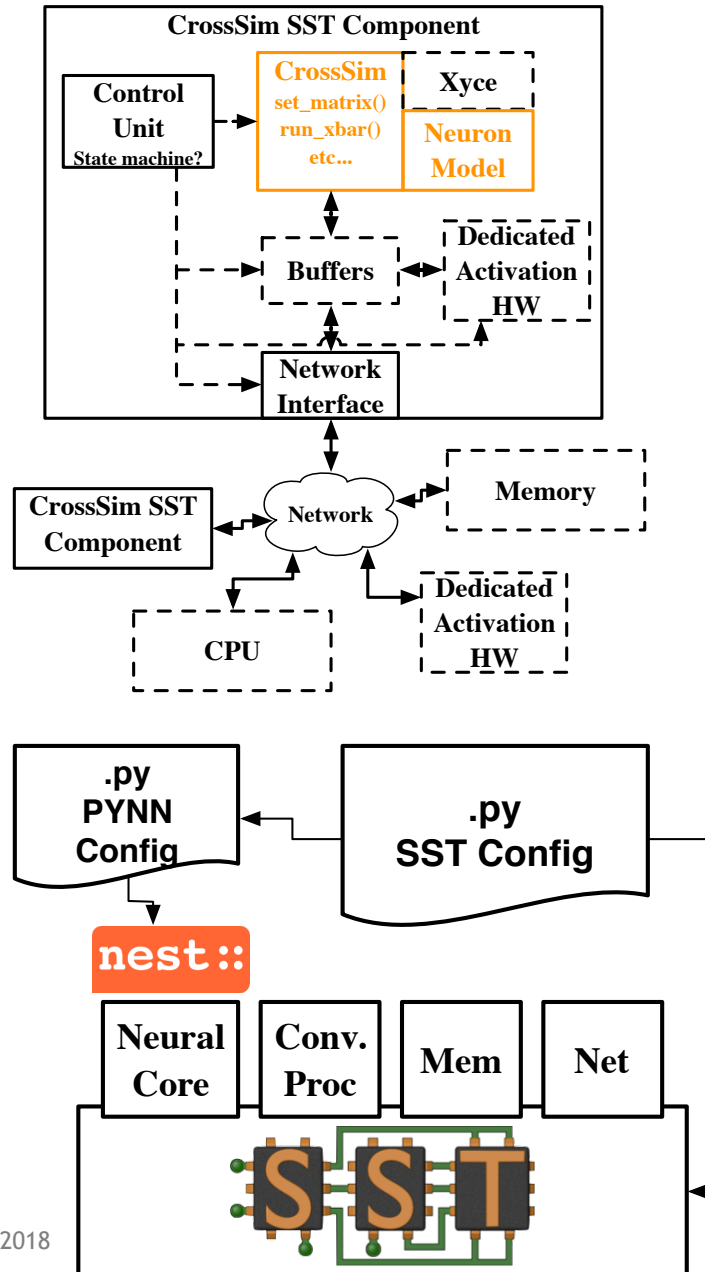 CrossSim SST Component
Control
Unit
State machine?
CrossSim
set_matrix()
run_xbar()
etc...
Xyce
Neuron
Model
Buffers
Dedicated
Activation
HW
Network
Interface
CrossSim SST
Component
Network
Memory
CPU
Dedicated
Activation
HW
.py
PYNN
Config
.py
SST Config
nest::
Neural
Core
Conv.
Proc
Mem
Net
SST
2018